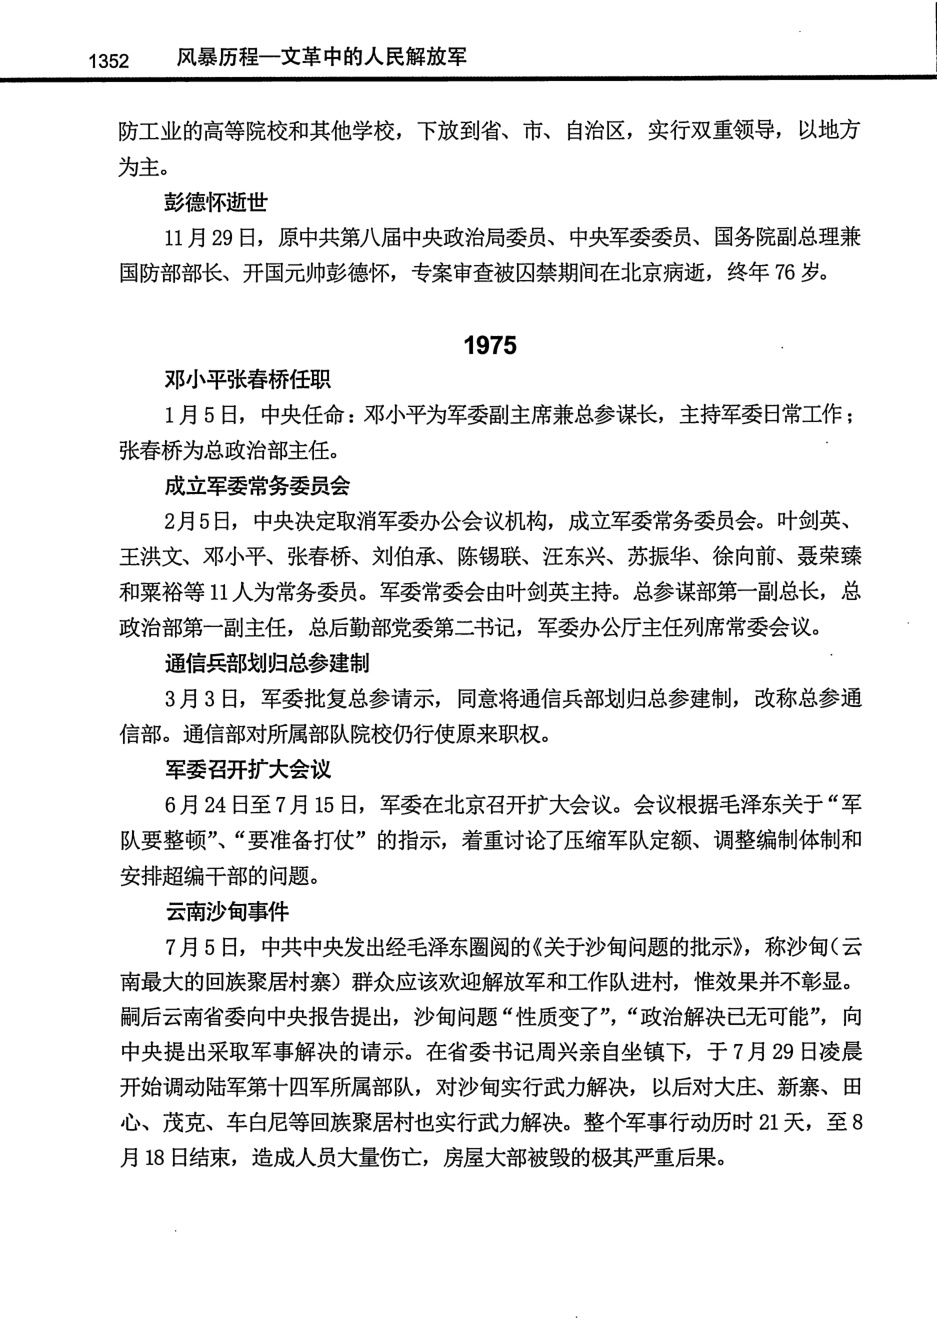 1352 风暴历程—文革中的人民解放军
防工业的高等院校和其他学校，下放到省、市、自治区，实行双重领导，以地方
为主。
彭德怀逝世
11月29日，原中共第八届中央政治局委员、中央军委委员、国务院副总理兼
国防部部长、开国元帅彭德怀，专案审查被囚禁期间在北京病逝，终年76岁。
1975
邓小平张春桥任职
1月5日，中央任命：邓小平为军委副主席兼总参谋长，主持军委日常工作；
张春桥为总政治部主任。
成立军委常务委员会
2月5日，中央决定取消军委办公会议机构，成立军委常务委员会。叶剑英、
王洪文、邓小平、张春桥、刘伯承、陈锡联、汪东兴、苏振华、徐向前、聂荣臻
和粟裕等11人为常务委员。军委常委会由叶剑英主持。总参谋部第一副总长，总
政治部第一副主任，总后勤部党委第二书记，军委办公厅主任列席常委会议。
通信兵部划归总参建制
3月3日，军委批复总参请示，同意将通信兵部划归总参建制，改称总参通
信部。通信部对所属部队院校仍行使原来职权。
军委召开扩大会议
6月24日至7月15日，军委在北京召开扩大会议。会议根据毛泽东关于“军
队要整顿”、“要准备打仗”的指示，着重讨论了压缩军队定额、调整编制体制和
安排超编干部的问题。
云南沙甸事件
7月5日，中共中央发出经毛泽东圈阅的《关于沙甸问题的批示》，称沙甸（云
南最大的回族聚居村寨）群众应该欢迎解放军和工作队进村，惟效果并不彰显。
嗣后云南省委向中央报告提出，沙甸问题“性质变了”，“政治解决已无可能”，向
中央提出采取军事解决的请示。在省委书记周兴亲自坐镇下，于7月29日凌晨
开始调动陆军第十四军所属部队，对沙甸实行武力解决，以后对大庄、新寨、田
心、茂克、车白尼等回族聚居村也实行武力解决。整个军事行动历时21天，至8
月18日结束，造成人员大量伤亡，房屋大部被毁的极其严重后果。